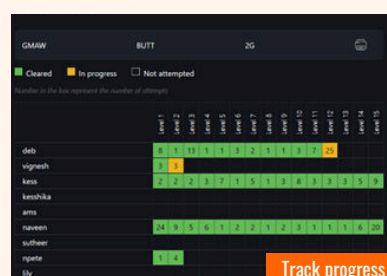 GMAW BUTT 2G
Cleared In progress Not attempted
Number in the box represent the number of attempts
Level 1 Level 2 Level 3 Level 4 Level 5 Level 6 Level 7 Level 8 Level 9 Level 10 Level 11 Level 12 Level 13 Level 14 Level 15
deb 8 1 13 1 1 3 2 1 1 3 7 25
vignesh 3 3
kess 2 2 2 3 7 1 5 1 3 8 3 3 3 5 9
kesshika
ams
naveen 24 9 5 6 1 2 2 1 2 3 1 1 1 6 20
sutheer
npete 1 4
lily
Track progress